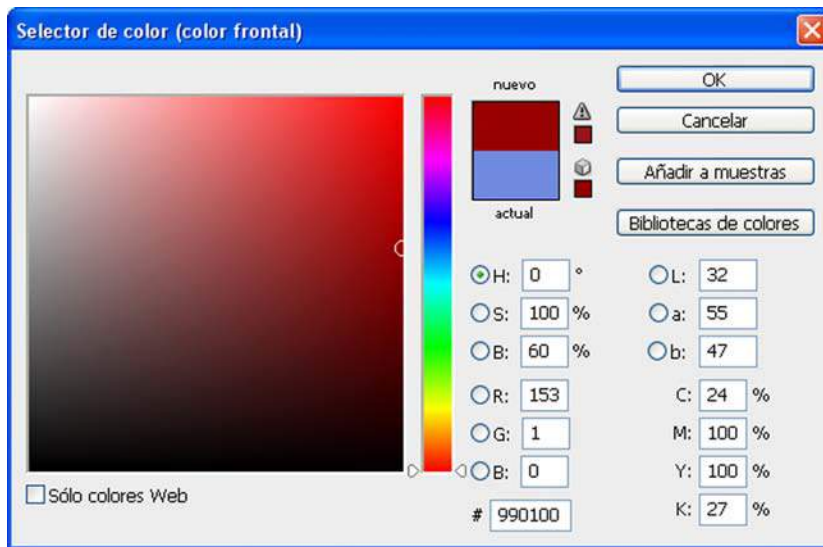 Selector de color (color frontal)
nuevo
actual
OK
Cancelar
Añadir a muestras
Bibliotecas de colores
H: 0 °
S: 100 %
B: 60 %
R: 153
G: 1
B: 0
# 990100
L: 32
a: 55
b: 47
C: 24 %
M: 100 %
Y: 100 %
K: 27 %
Sólo colores Web